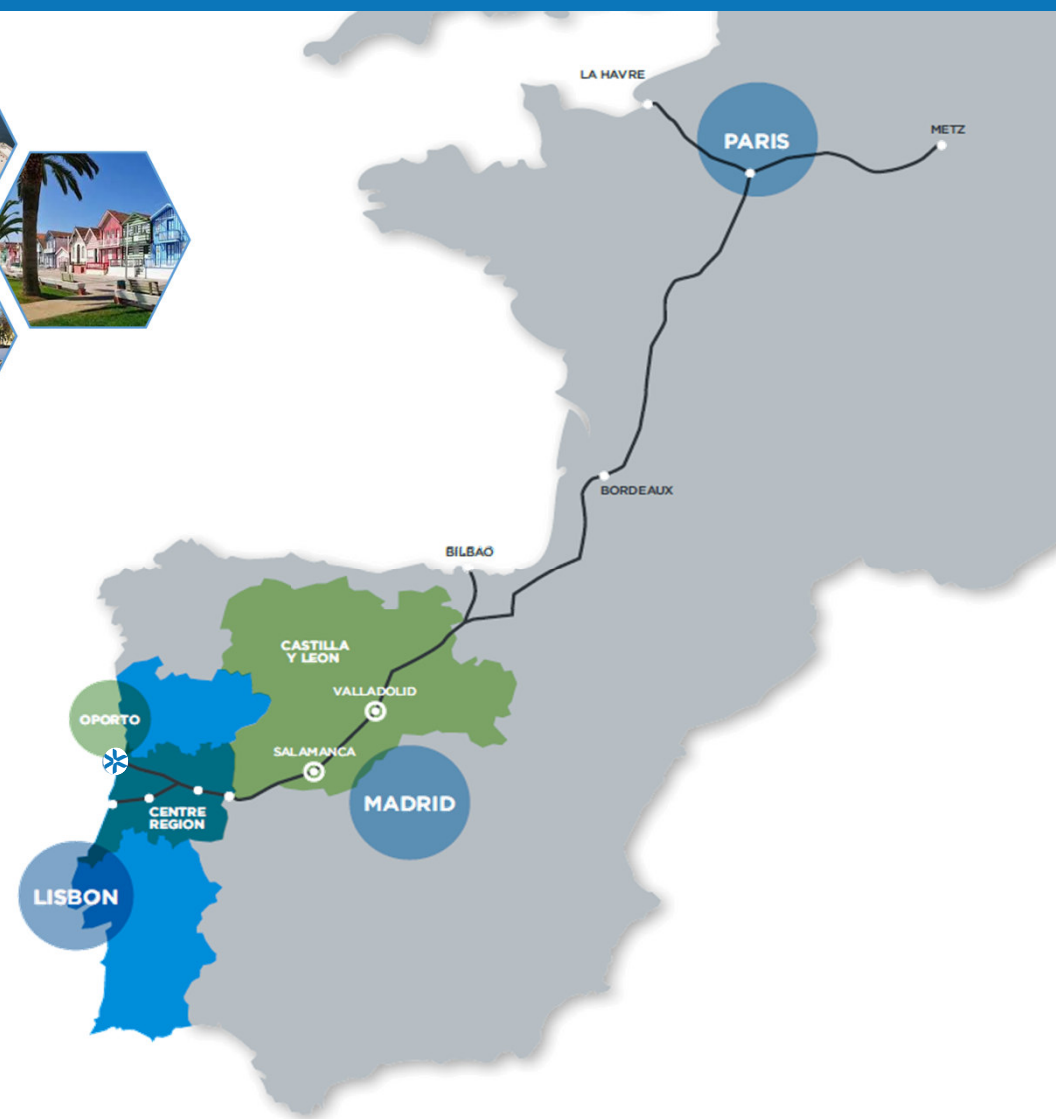 LA HAVRE
PARIS
METZ
BORDEAUX
BILBAO
CASTILLA
Y LEON
VALLADOLID
OPORTO
SALAMANCA
MADRID
CENTRE
REGION
LISBON